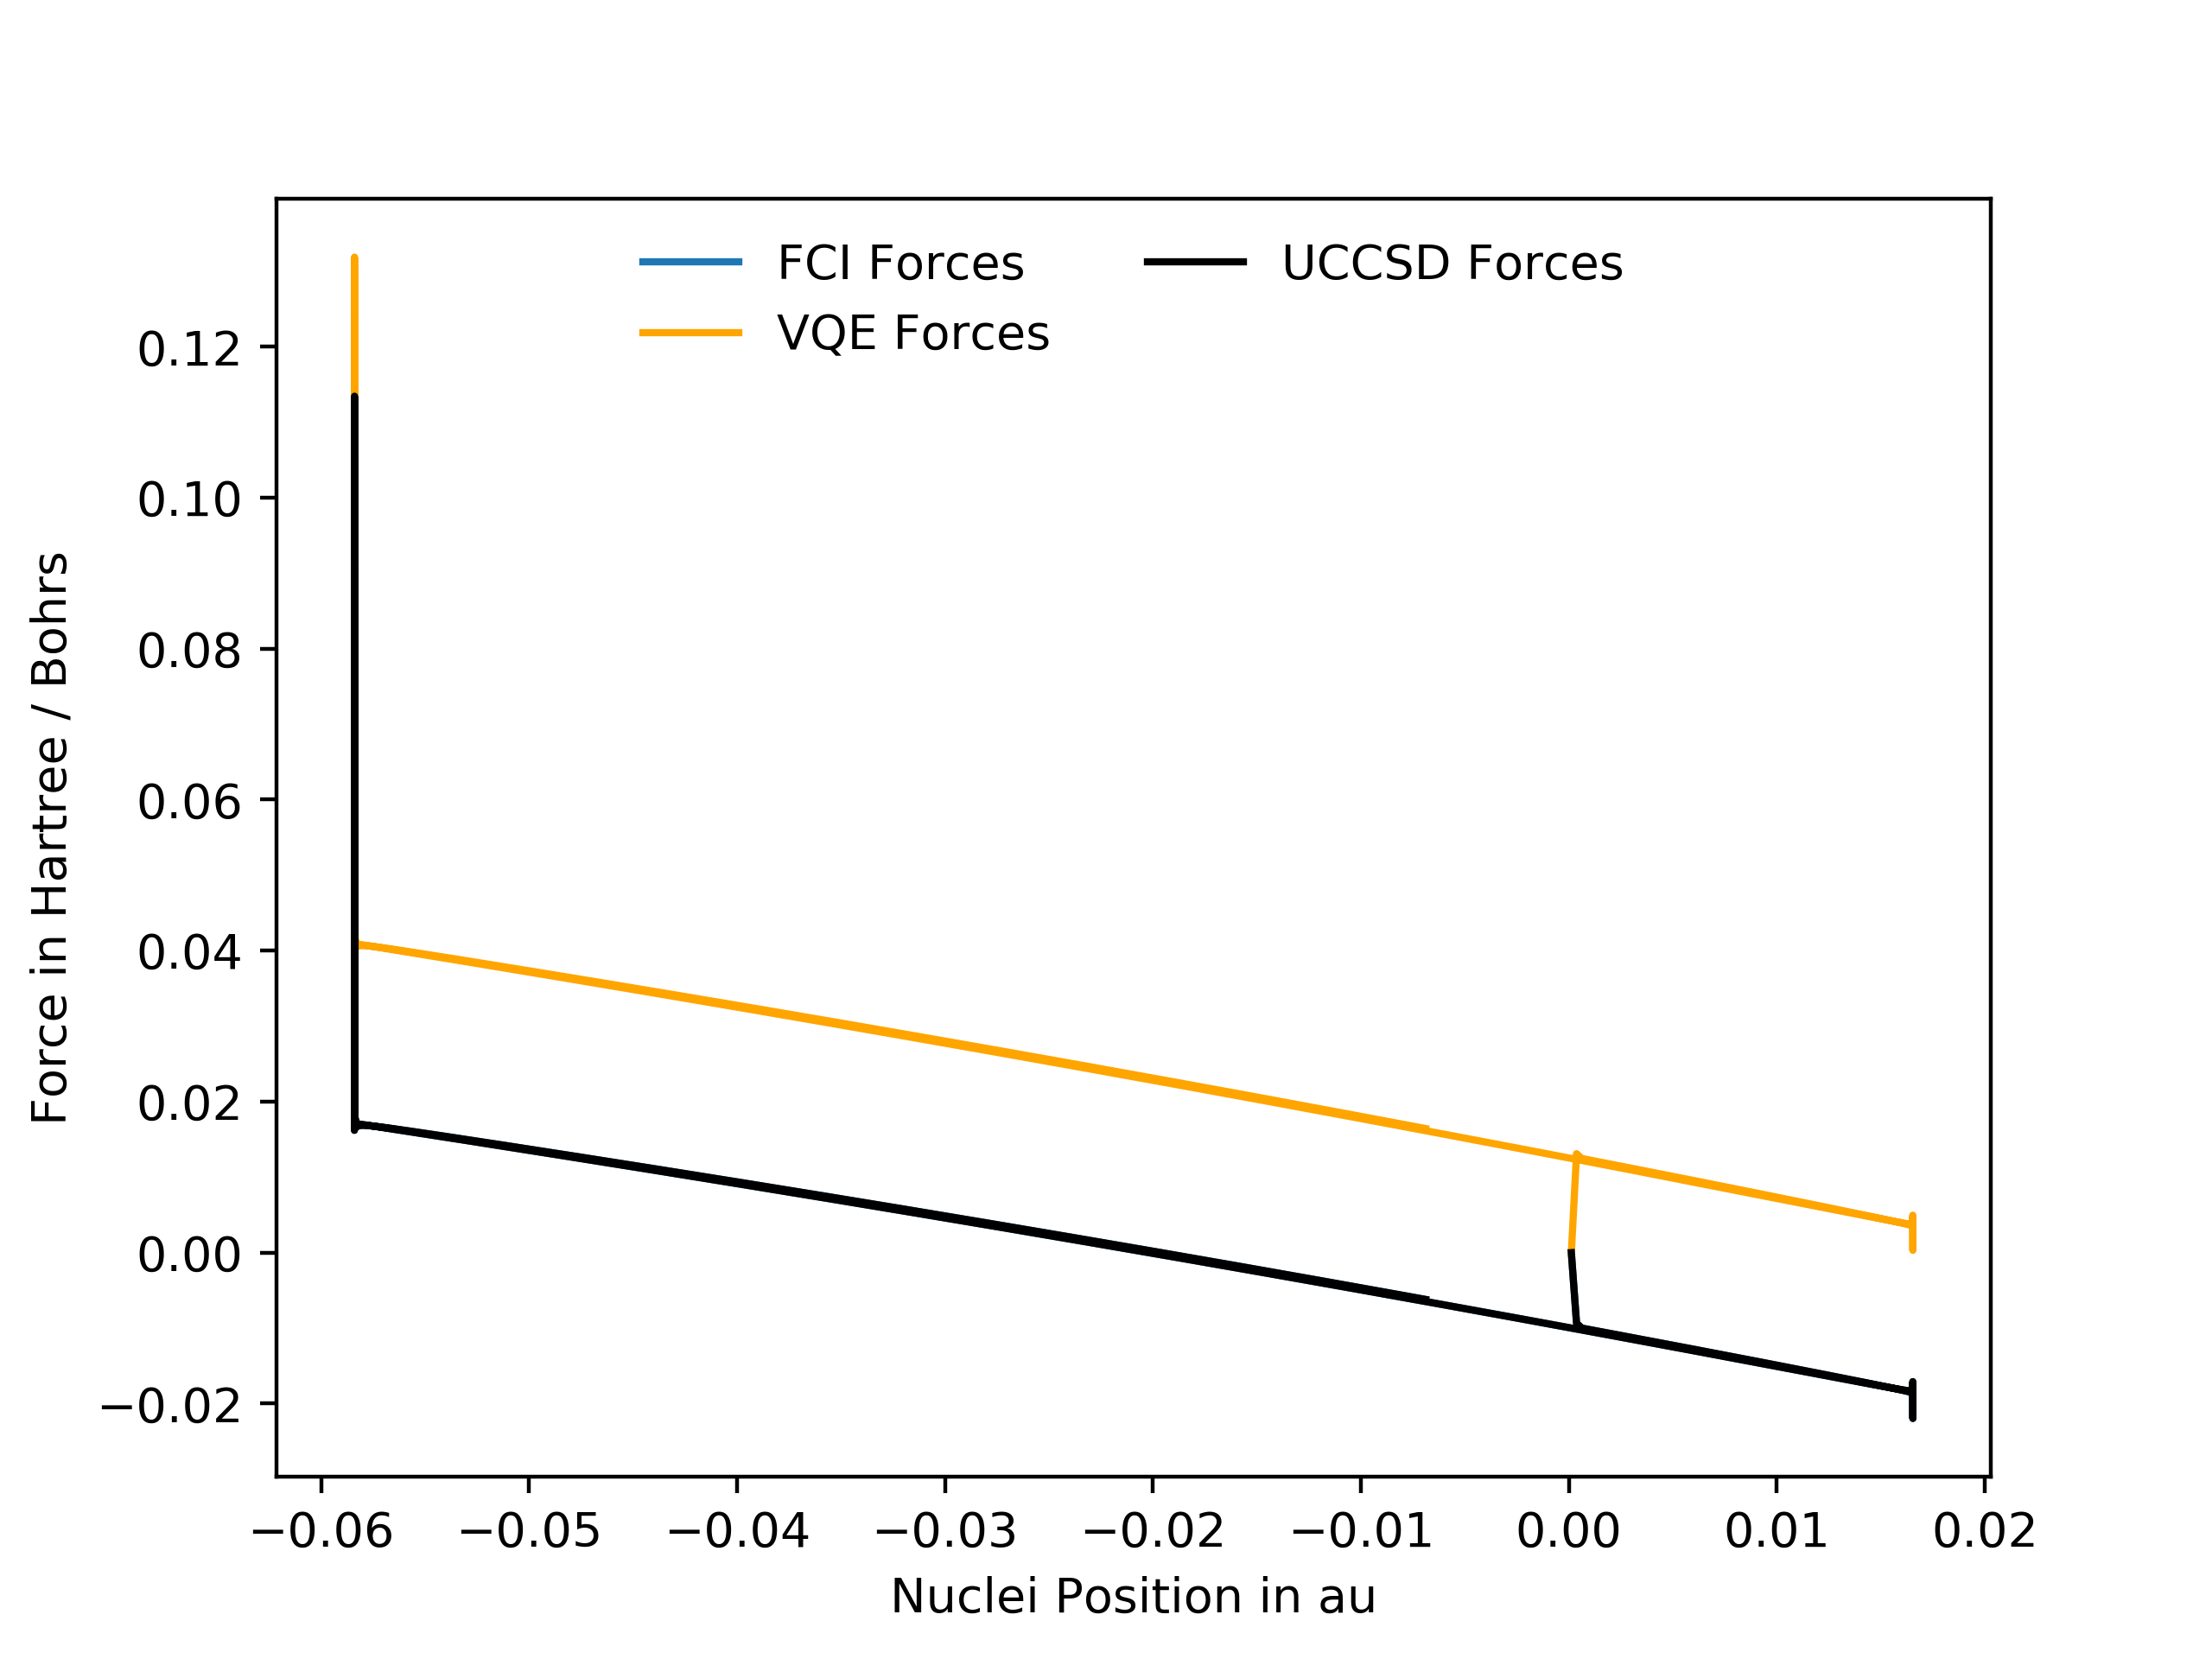 FCI Forces
VQE Forces
UCCSD Forces
0.12
0.10
0.08
0.06
0.04
0.02
0.00
−0.02
Force in Hartree / Bohrs
−0.06 −0.05 −0.04 −0.03 −0.02 −0.01 0.00 0.01 0.02
Nuclei Position in au